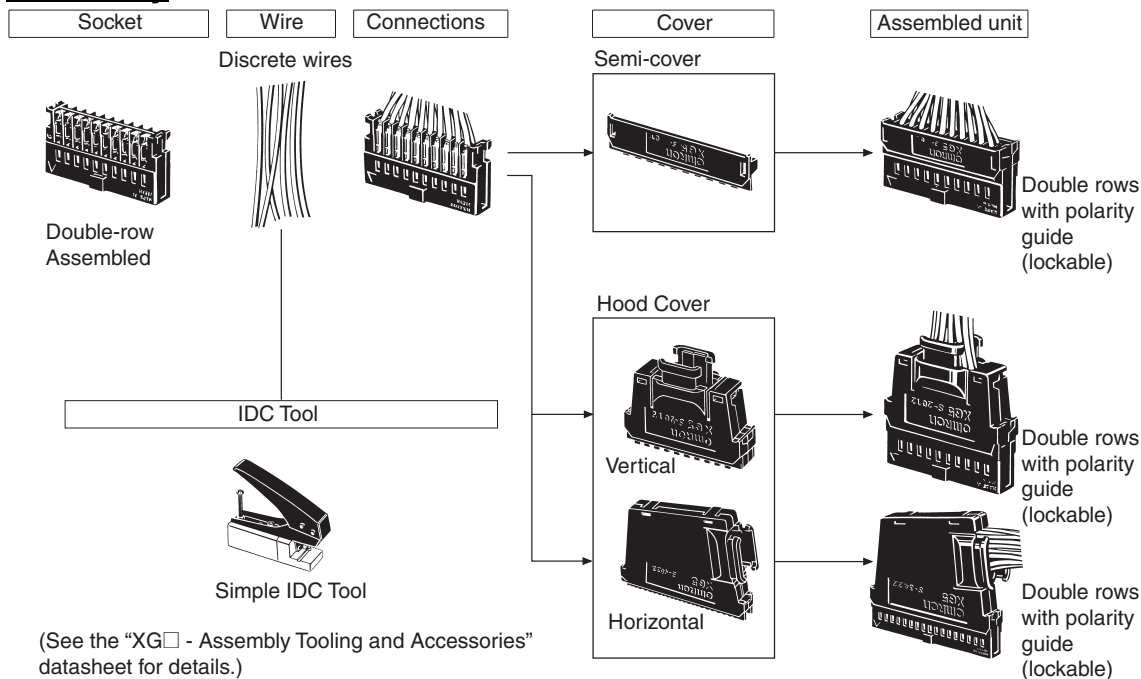 Socket
Wire
Connections
Cover
Assembled unit
Discrete wires
Semi-cover
Double-row
Assembled
Double rows
with polarity
guide
(lockable)
Hood Cover
IDC Tool
Vertical
Double rows
with polarity
guide
(lockable)
Simple IDC Tool
Horizontal
Double rows
with polarity
guide
(lockable)
(See the “XG□ - Assembly Tooling and Accessories”
datasheet for details.)